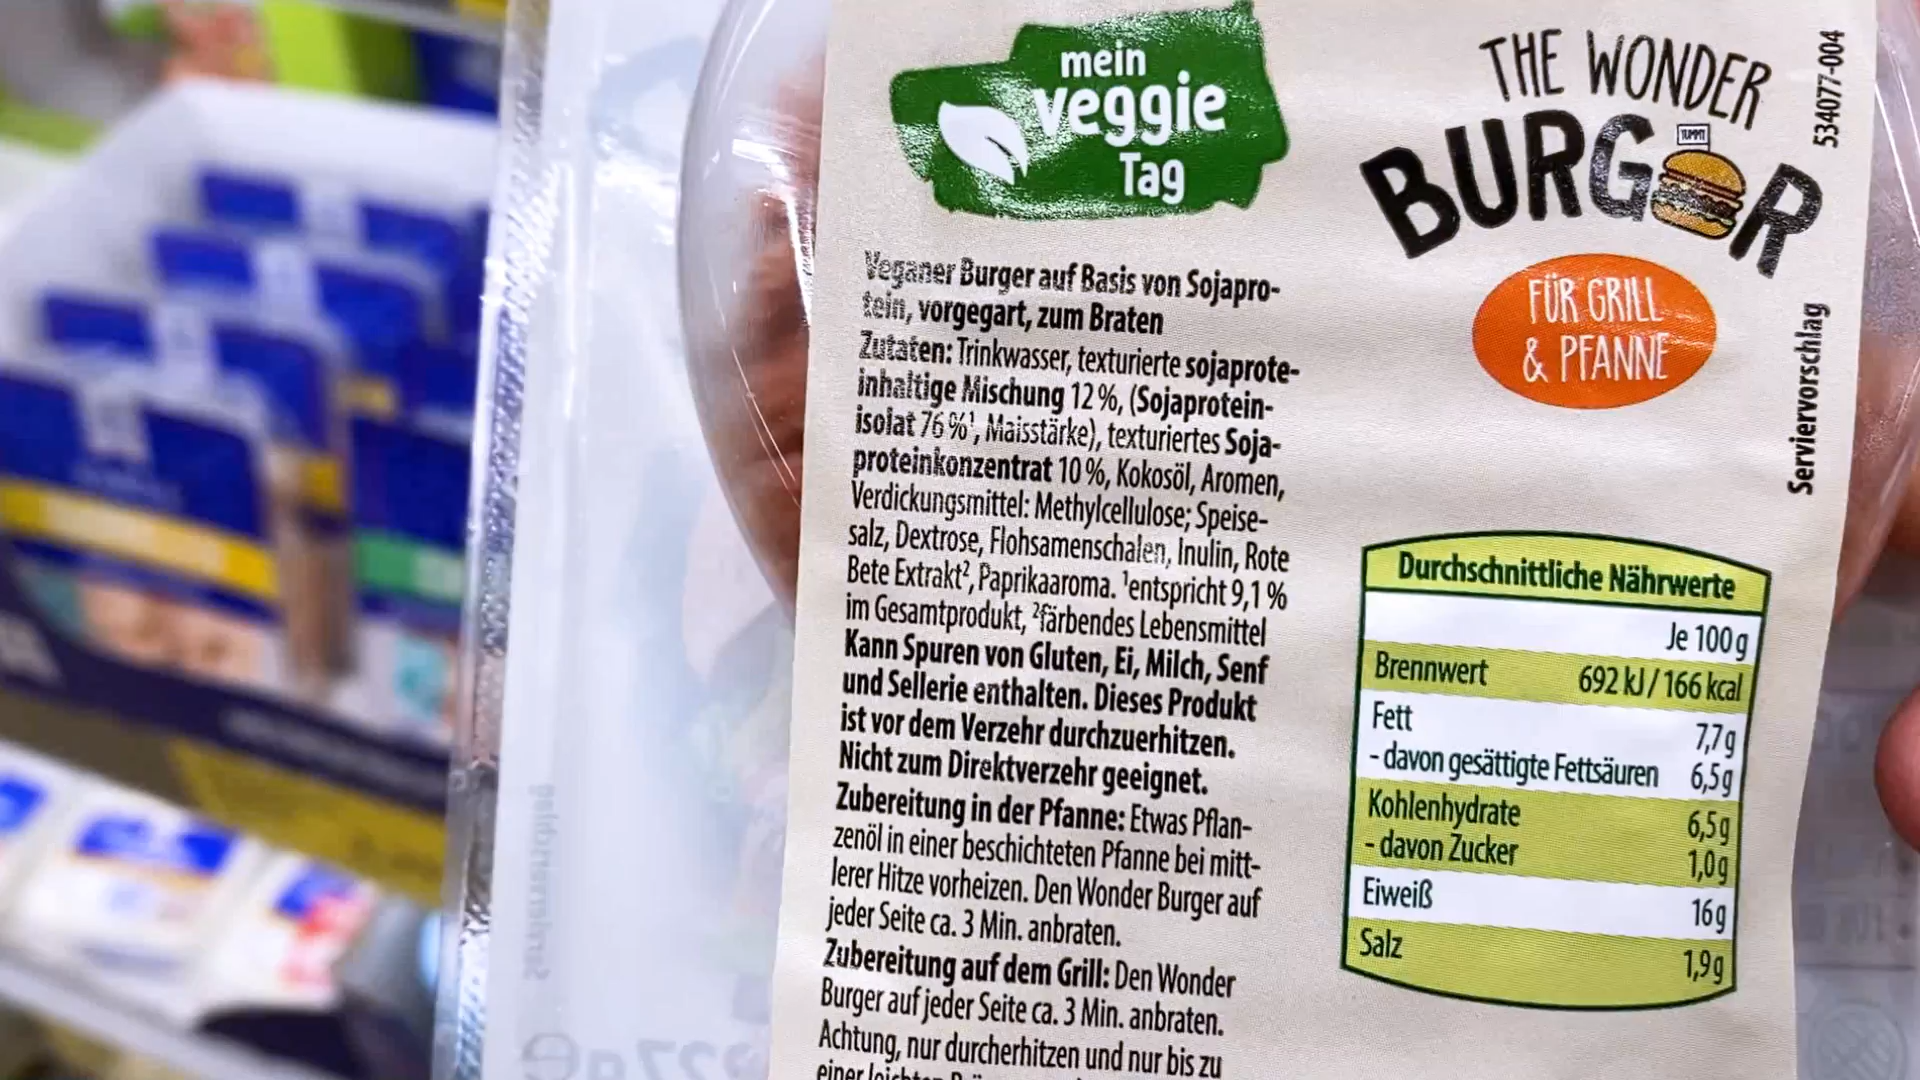 mein
veggie
Tag
THE WONDER
BURGER
YUMMY
FÜR GRILL
& PFANNE
534077-004
Serviervorschlag
Veganer Burger auf Basis von Sojapro-
tein, vorgegart, zum Braten
Zutaten: Trinkwasser, texturierte sojaprote-
inhaltige Mischung 12%, (Sojaprotein-
isolat 76%¹, Maisstärke), texturiertes Soja-
proteinkonzentrat 10%, Kokosöl, Aromen,
Verdickungsmittel: Methylcellulose; Speise-
salz, Dextrose, Flohsamenschalen, Inulin, Rote
Bete Extrakt², Paprikaaroma. ¹entspricht 9,1%
im Gesamtprodukt, ²färbendes Lebensmittel
Kann Spuren von Gluten, Ei, Milch, Senf
und Sellerie enthalten. Dieses Produkt
ist vor dem Verzehr durchzuerhitzen.
Nicht zum Direktverzehr geeignet.
Zubereitung in der Pfanne: Etwas Pflan-
zenöl in einer beschichteten Pfanne bei mitt-
lerer Hitze vorheizen. Den Wonder Burger auf
jeder Seite ca. 3 Min. anbraten.
Zubereitung auf dem Grill: Den Wonder
Burger auf jeder Seite ca. 3 Min. anbraten.
Achtung, nur durcherhitzen und nur bis zu
einer leichten
Durchschnittliche Nährwerte
Je 100 g
Brennwert 692 kJ / 166 kcal
Fett 7,7 g
- davon gesättigte Fettsäuren 6,5 g
Kohlenhydrate 6,5 g
- davon Zucker 1,0 g
Eiweiß 16 g
Salz 1,9 g